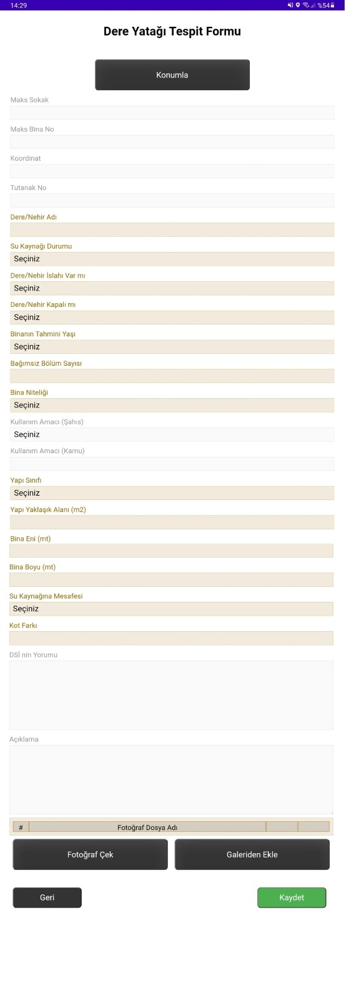 14:29 %54
Dere Yatağı Tespit Formu
Konumla
Maks Sokak
Maks Bina No
Koordinat
Tutanak No
Dere/Nehir Adı
Su Kaynağı Durumu
Seçiniz
Dere/Nehir İslahı Var mı
Seçiniz
Dere/Nehir Kapalı mı
Seçiniz
Binanın Tahmini Yaşı
Seçiniz
Bağımsız Bölüm Sayısı
Bina Niteliği
Seçiniz
Kullanım Amacı (Şahıs)
Seçiniz
Kullanım Amacı (Kamu)
Yapı Sınıfı
Seçiniz
Yapı Yaklaşık Alanı (m2)
Bina Eni (mt)
Bina Boyu (mt)
Su Kaynağına Mesafesi
Seçiniz
Kot Farkı
DSİ nin Yorumu
Açıklama
# Fotoğraf Dosya Adı
Fotoğraf Çek Galeriden Ekle
Geri Kaydet